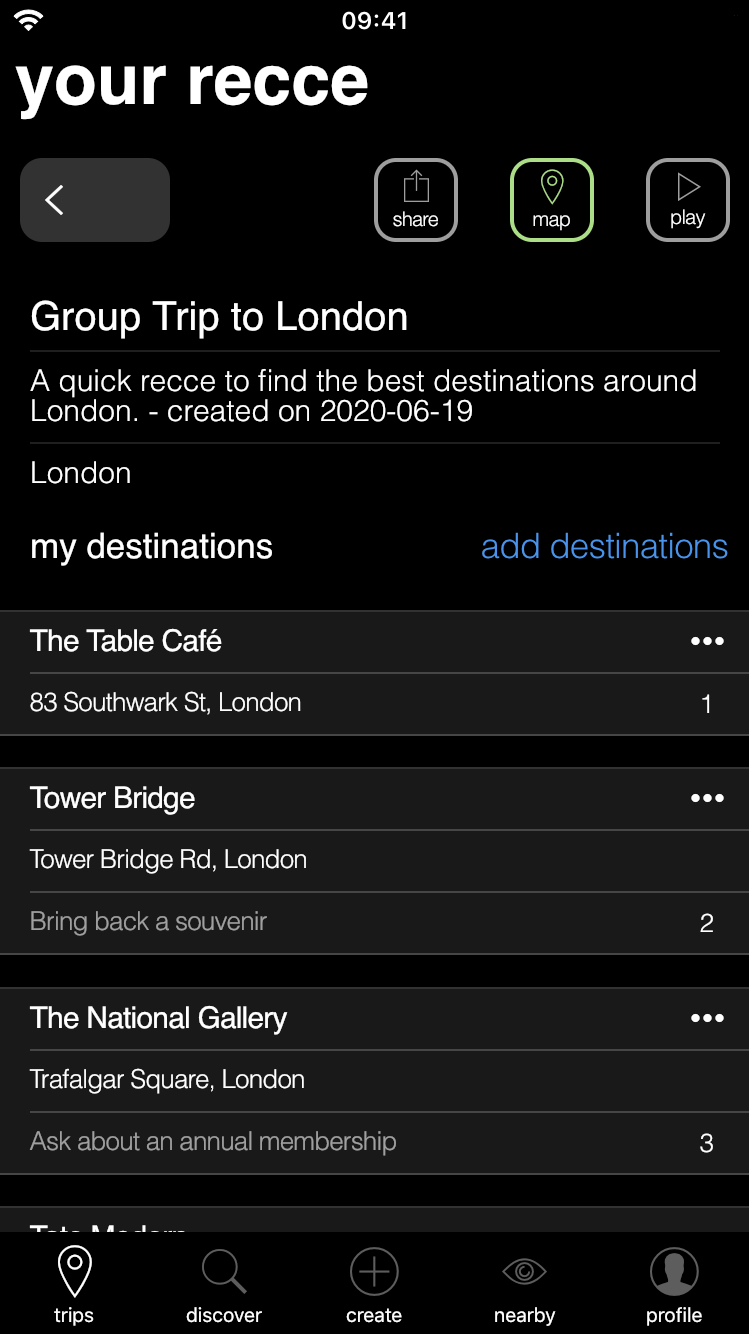 09:41
your recce
share
map
play
Group Trip to London
A quick recce to find the best destinations around
London. - created on 2020-06-19
London
my destinations
add destinations
The Table Café
83 Southwark St, London
1
Tower Bridge
Tower Bridge Rd, London
Bring back a souvenir
2
The National Gallery
Trafalgar Square, London
Ask about an annual membership
3
Tate Modern
trips
discover
create
nearby
profile